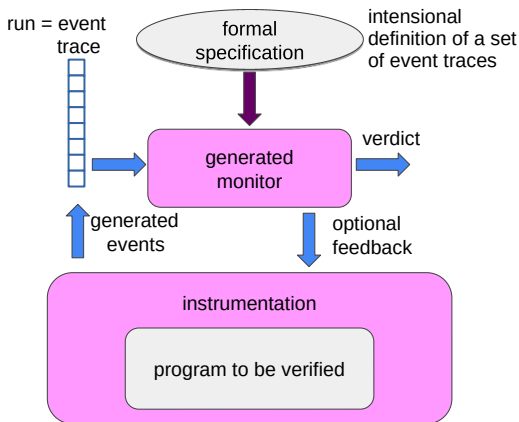 run = event
trace
formal
specification
intensional
definition of a set
of event traces
generated
monitor
verdict
generated
events
optional
feedback
instrumentation
program to be verified